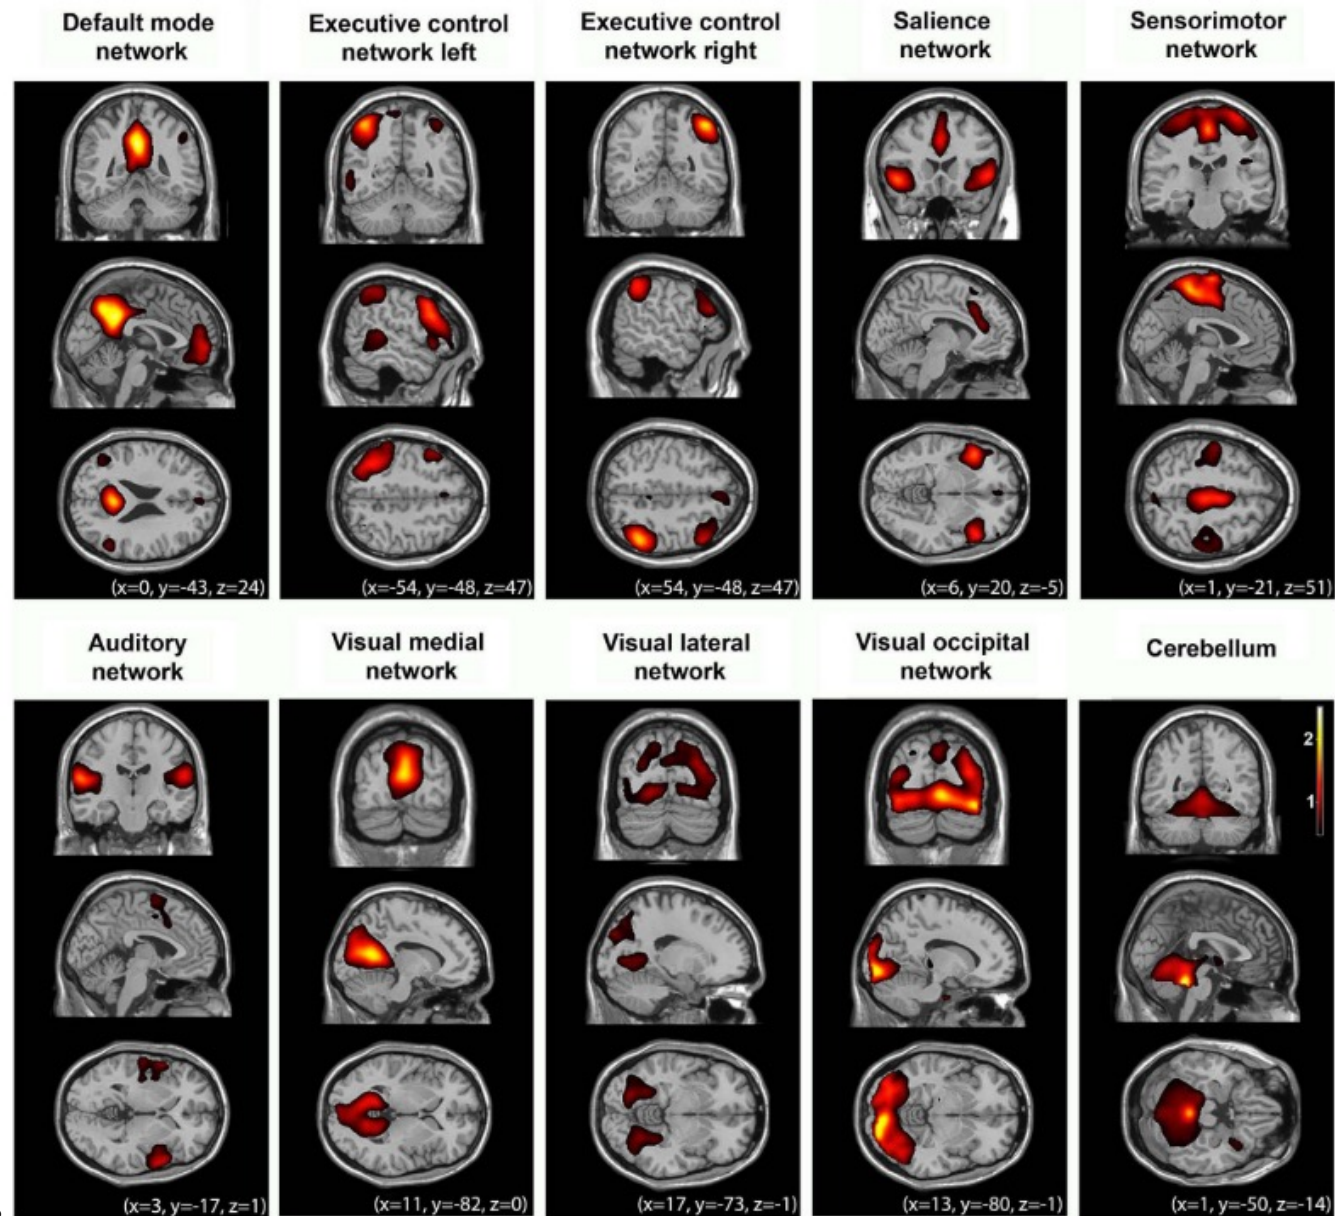 Default mode
network
Executive control
network left
Executive control
network right
Salience
network
Sensorimotor
network
(x=0, y=-43, z=24)
(x=-54, y=-48, z=47)
(x=54, y=-48, z=47)
(x=6, y=20, z=-5)
(x=1, y=-21, z=51)
Auditory
network
Visual medial
network
Visual lateral
network
Visual occipital
network
Cerebellum
2
1
(x=3, y=-17, z=1)
(x=11, y=-82, z=0)
(x=17, y=-73, z=-1)
(x=13, y=-80, z=-1)
(x=1, y=-50, z=-14)